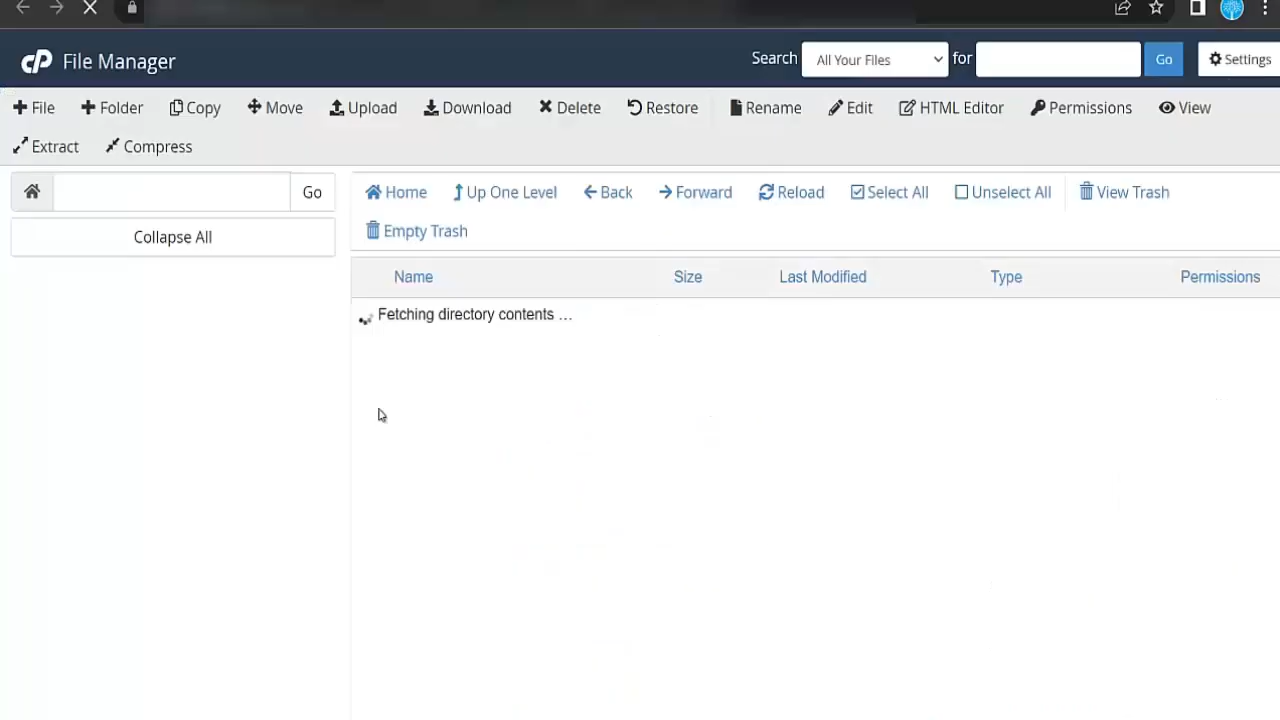 cP File Manager
Search All Your Files for Go Settings
File Folder Copy Move Upload Download Delete Restore Rename Edit HTML Editor Permissions View
Extract Compress
Go
Collapse All
Home Up One Level Back Forward Reload Select All Unselect All View Trash
Empty Trash
Name Size Last Modified Type Permissions
Fetching directory contents ...